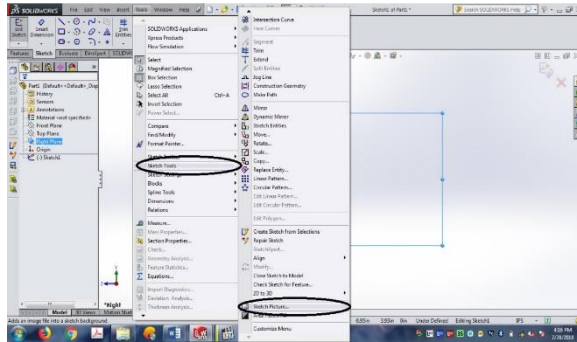 SOLIDWORKS
File Edit View Insert Tools Window Help
Sketch1 of Part1 *
Search SOLIDWORKS Help
Exit Sketch
Smart Dimension
Trim Entities
Features Sketch Evaluate DimXpert
Part1 (Default<<Default>_Disp
History
Sensors
Annotations
Material <not specified>
Front Plane
Top Plane
Right Plane
Origin
(-) Sketch1
SOLIDWORKS Applications
Xpress Products
Flow Simulation
Select
Magnified Selection
Box Selection
Lasso Selection
Select All Ctrl+A
Invert Selection
Power Select...
Compare
Find/Modify
Format Painter...
Sketch Tools
Sketch Settings
Blocks
Spline Tools
Dimensions
Relations
Measure...
Mass Properties...
Section Properties...
Check...
Geometry Analysis...
Feature Statistics...
Equations...
Import Diagnostics...
Deviation Analysis...
Thickness Analysis...
Intersection Curve
Face Curves
Segment
Trim
Extend
Split Entities
Jog Line
Construction Geometry
Make Path
Mirror
Dynamic Mirror
Stretch Entities
Move...
Rotate...
Scale...
Copy...
Replace Entity...
Linear Pattern...
Circular Pattern...
Edit Linear Pattern...
Edit Circular Pattern...
Edit Polygon...
Create Sketch from Selections
Repair Sketch
SketchXpert...
Align
Modify...
Close Sketch to Model
Check Sketch for Feature...
2D to 3D
Sketch Picture...
Customize Menu
*Right
Model 3D Views Motion Stud
Adds an image file into a sketch background.
Under Defined Editing Sketch1 IPS